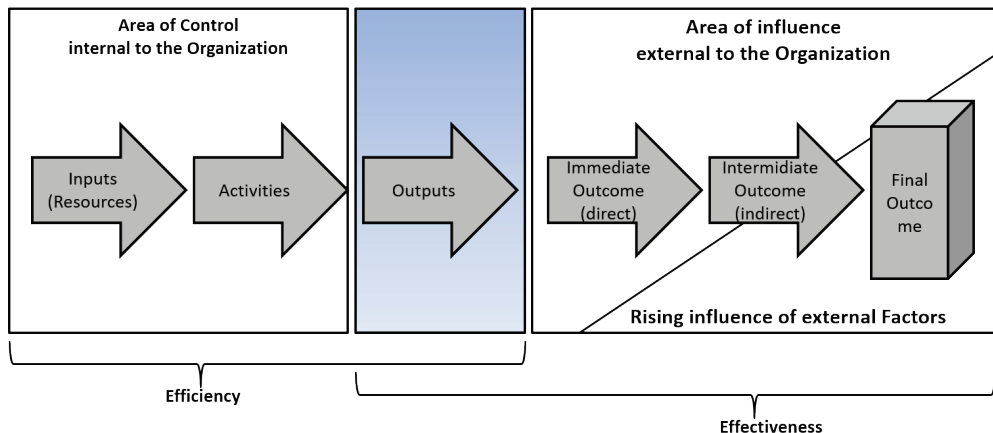 Area of Control
internal to the Organization
Area of influence
external to the Organization
Inputs
(Resources)
Activities
Outputs
Immediate
Outcome
(direct)
Intermidiate
Outcome
(indirect)
Final
Outco
me
Rising influence of external Factors
Efficiency
Effectiveness